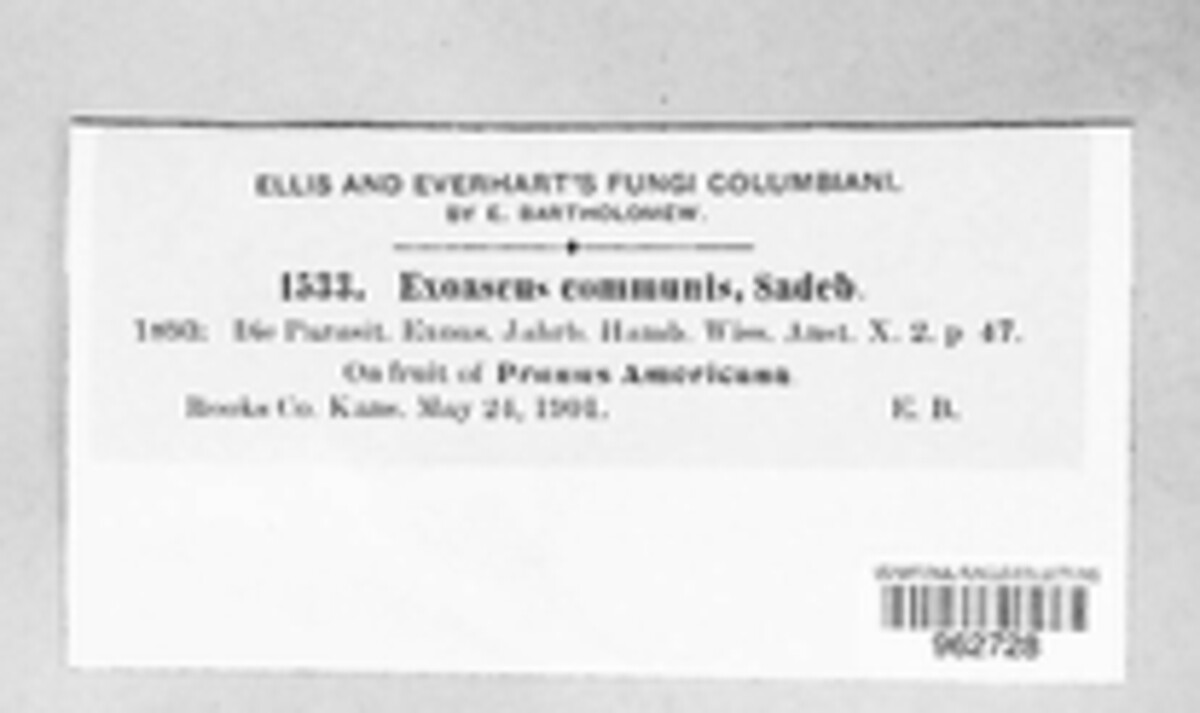 ELLIS AND EVERHART'S FUNGI COLUMBIANI.
BY E. BARTHOLOMEW.
1533. Exoascus communis, Sadeb.
Die Parasit. Exoas. Jahrb. Hamb. Wiss. Anst. X. 2. p 47.
On fruit of Prunus Americana
Rooks Co. Kans. May 24, 1901. E. B.
962728